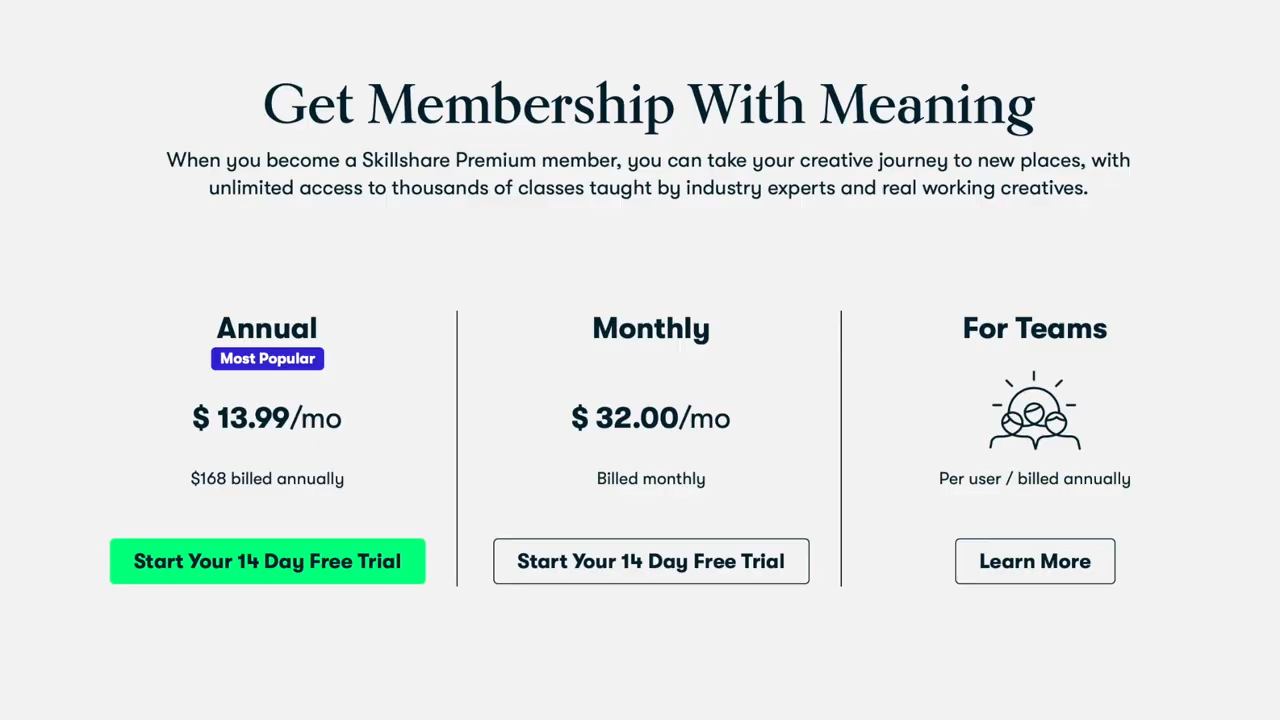 Get Membership With Meaning
When you become a Skillshare Premium member, you can take your creative journey to new places, with
unlimited access to thousands of classes taught by industry experts and real working creatives.
Annual
Most Popular
$ 13.99/mo
$168 billed annually
Start Your 14 Day Free Trial
Monthly
$ 32.00/mo
Billed monthly
Start Your 14 Day Free Trial
For Teams
Per user / billed annually
Learn More